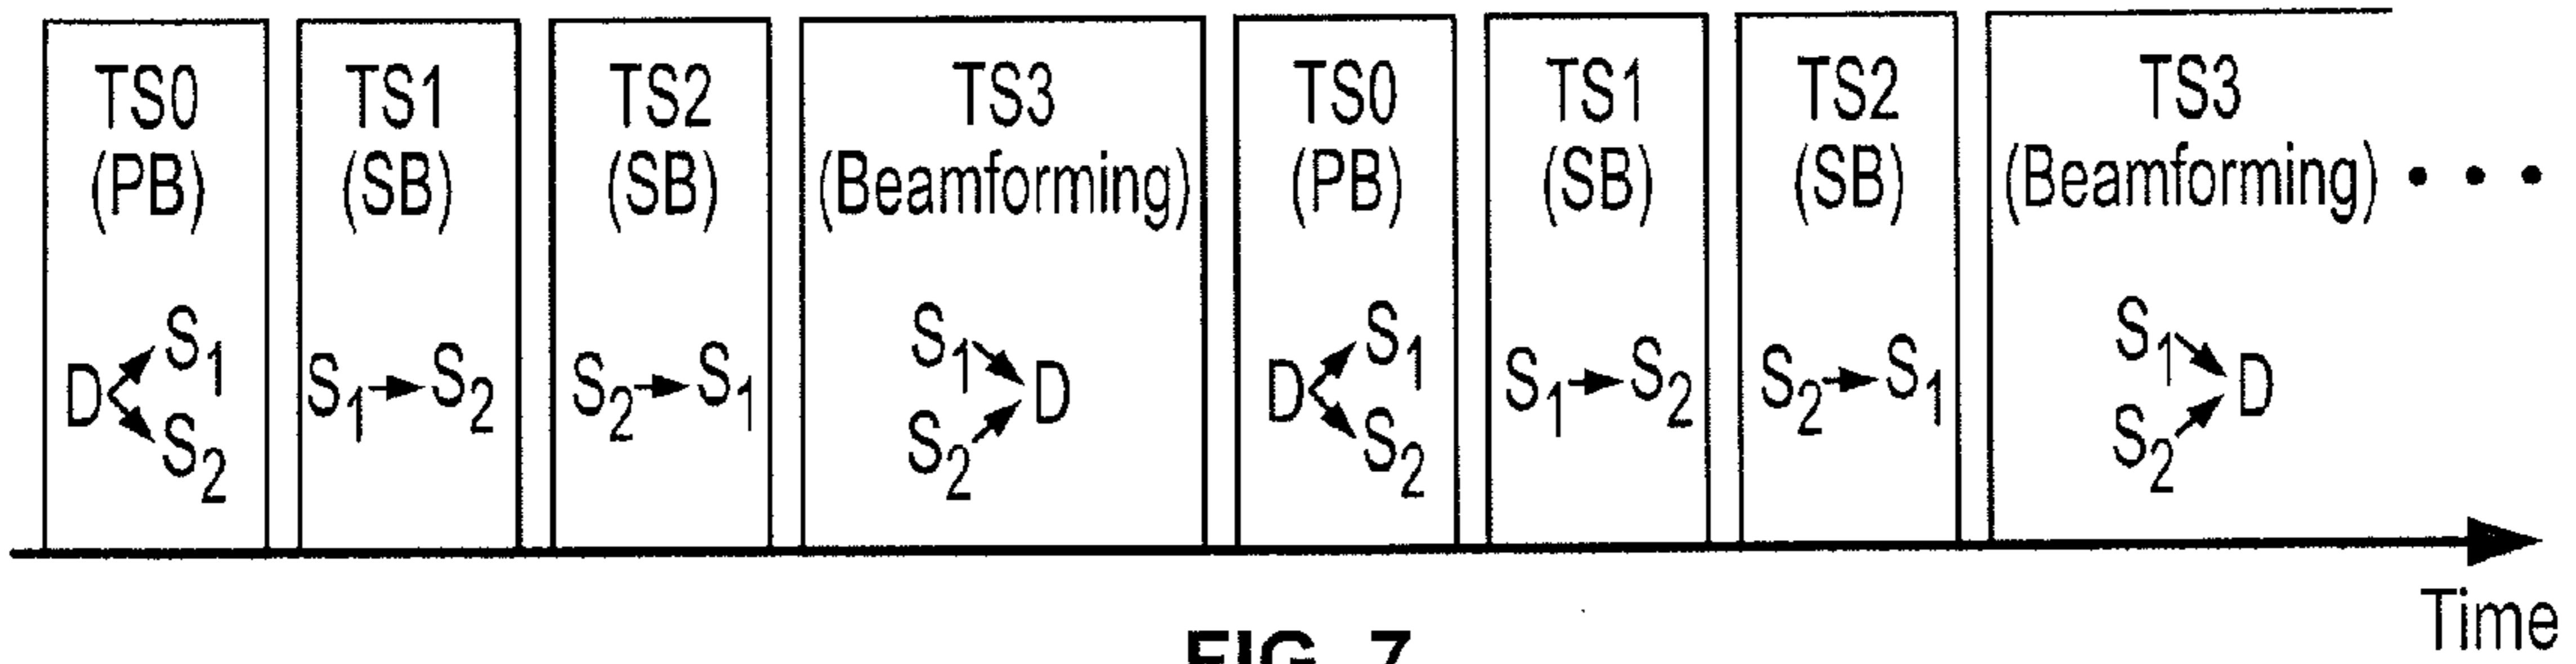 TS0 TS1 TS2 TS3 TS0 TS1 TS2 TS3
(PB) (SB) (SB) (Beamforming) (PB) (SB) (SB) (Beamforming) • • •
D S1 S2 S1 S2 S2 S1 S1 S2 D D S1 S2 S1 S2 S2 S1 S1 S2 D
Time
FIG. 7